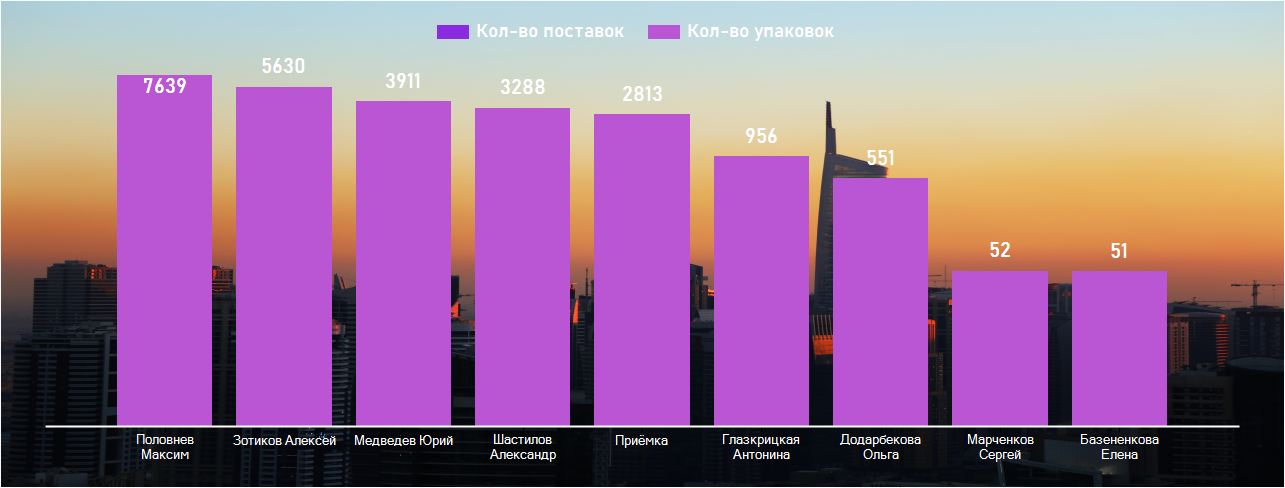 Кол-во поставок Кол-во упаковок
7639 5630 3911 3288 2813 956 551 52 51
Половнев Максим
Зотиков Алексей
Медведев Юрий
Шастилов Александр
Приёмка
Глазкрицкая Антонина
Додарбекова Ольга
Марченков Сергей
Базененкова Елена